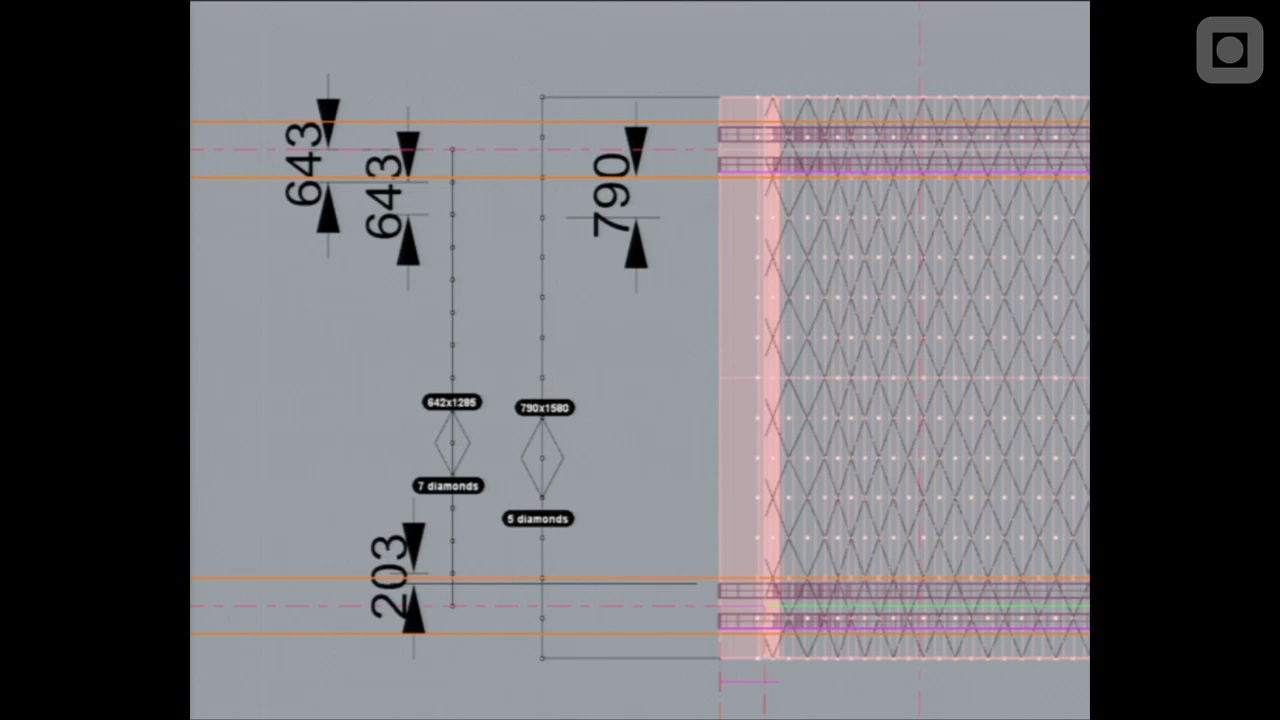 643
643
790
642x1285
790x1580
7 diamonds
5 diamonds
203